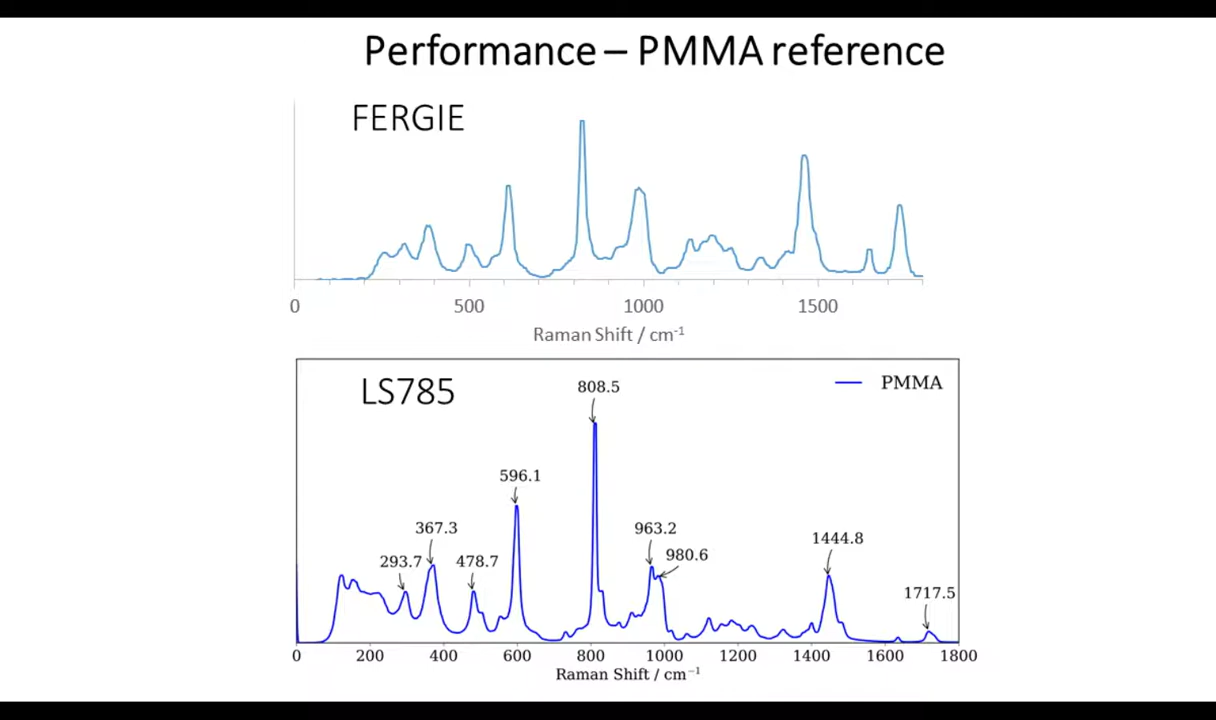 Performance – PMMA reference
FERGIE
0 500 1000 1500
Raman Shift / cm⁻¹
LS785
PMMA
808.5
596.1
367.3
963.2
1444.8
293.7
478.7
980.6
1717.5
0 200 400 600 800 1000 1200 1400 1600 1800
Raman Shift / cm⁻¹